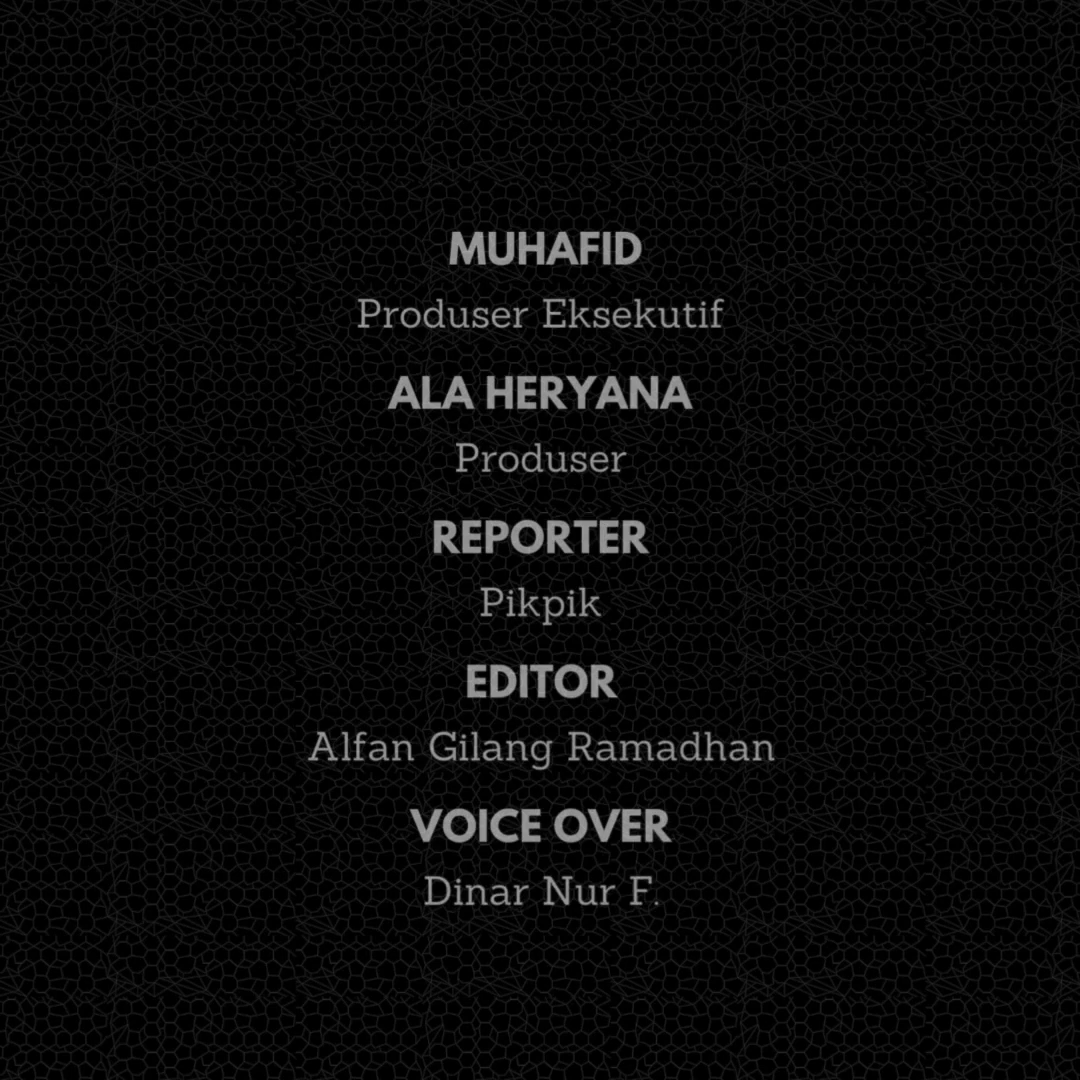 MUHAFID
Produser Eksekutif
ALA HERYANA
Produser
REPORTER
Pikpik
EDITOR
Alfan Gilang Ramadhan
VOICE OVER
Dinar Nur F.